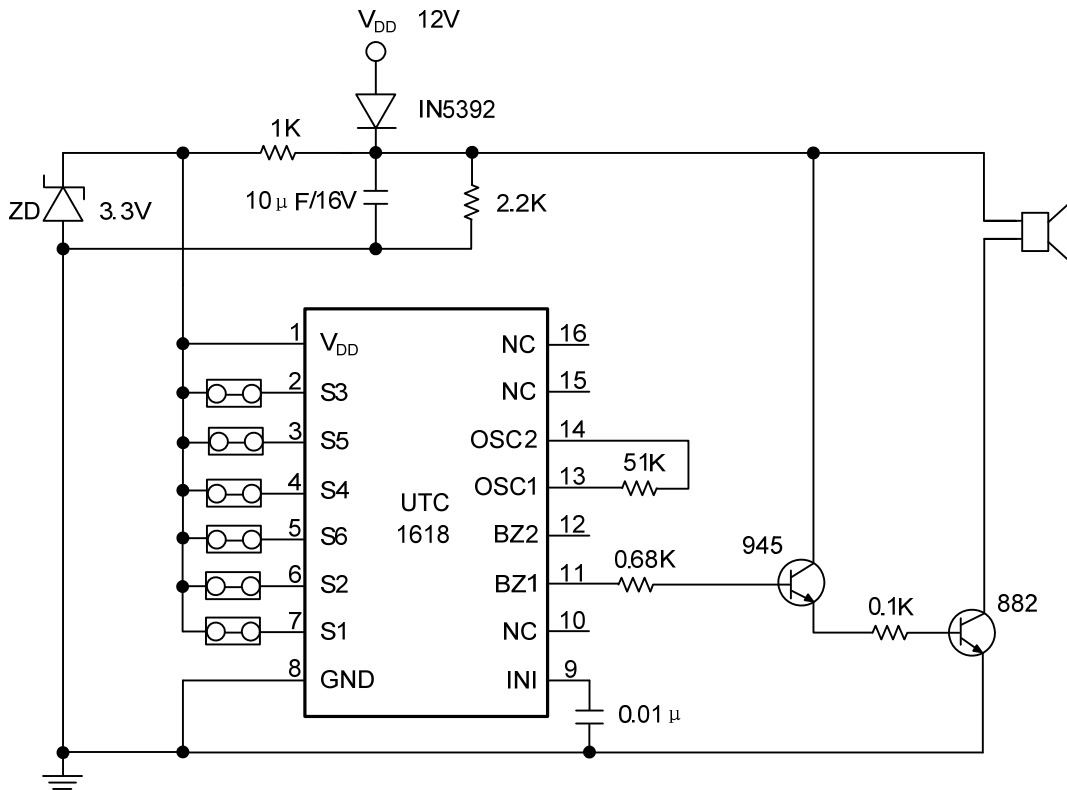 VDD 12V
IN5392
1K
ZD 3.3V
10μF/16V
2.2K
1 VDD
2 S3
3 S5
4 S4
5 S6
6 S2
7 S1
8 GND
UTC
1618
NC 16
NC 15
OSC2 14
OSC1 13
BZ2 12
BZ1 11
NC 10
INI 9
51K
0.68K
945
0.1K
882
0.01μ